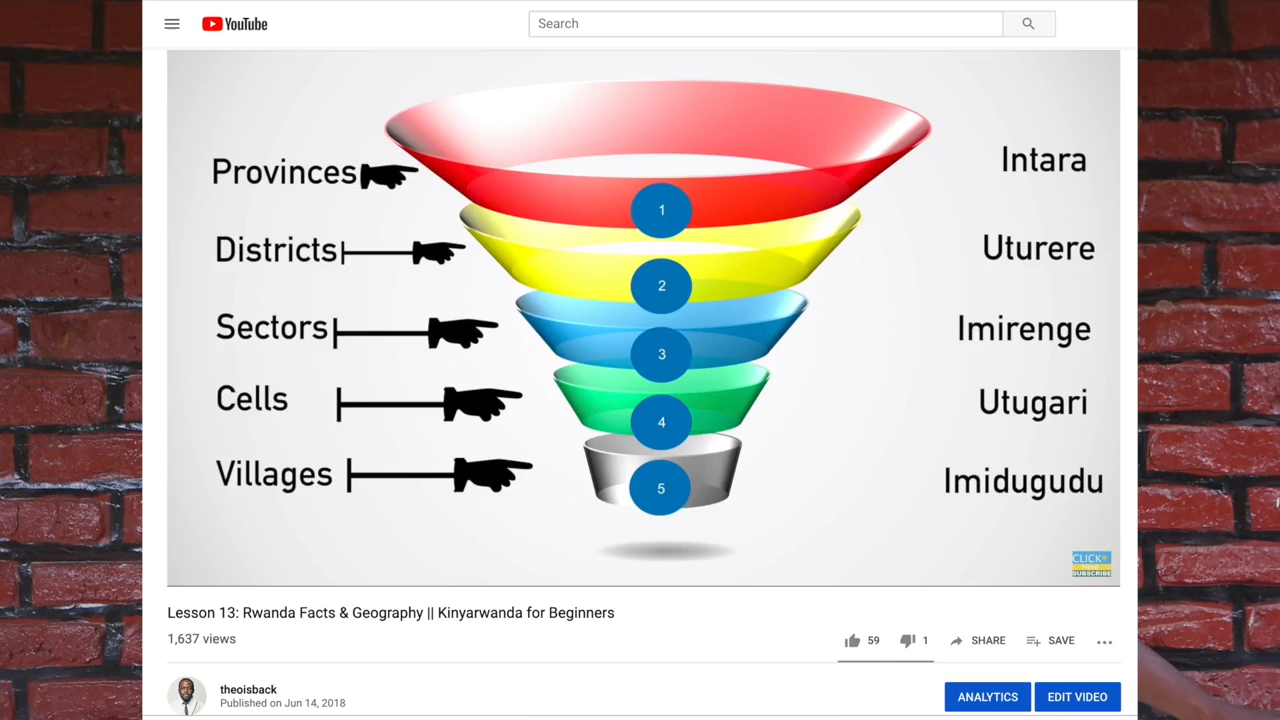 YouTube
Search
Provinces
Intara
1
Districts
Uturere
2
Sectors
Imirenge
3
Cells
Utugari
4
Villages
Imidugudu
5
CLICK
SUBSCRIBE
Lesson 13: Rwanda Facts & Geography || Kinyarwanda for Beginners
1,637 views
59
1
SHARE
SAVE
theoisback
Published on Jun 14, 2018
ANALYTICS
EDIT VIDEO